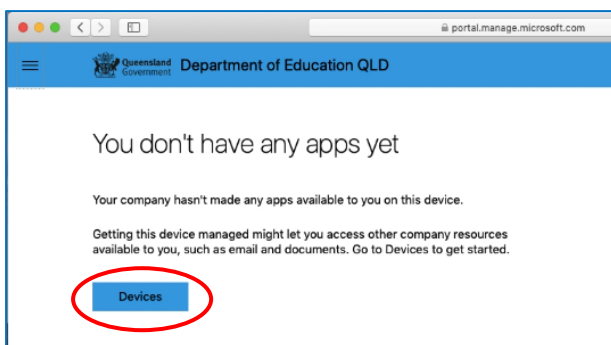 portal.manage.microsoft.com
Queensland
Government
Department of Education QLD
You don't have any apps yet
Your company hasn't made any apps available to you on this device.
Getting this device managed might let you access other company resources
available to you, such as email and documents. Go to Devices to get started.
Devices